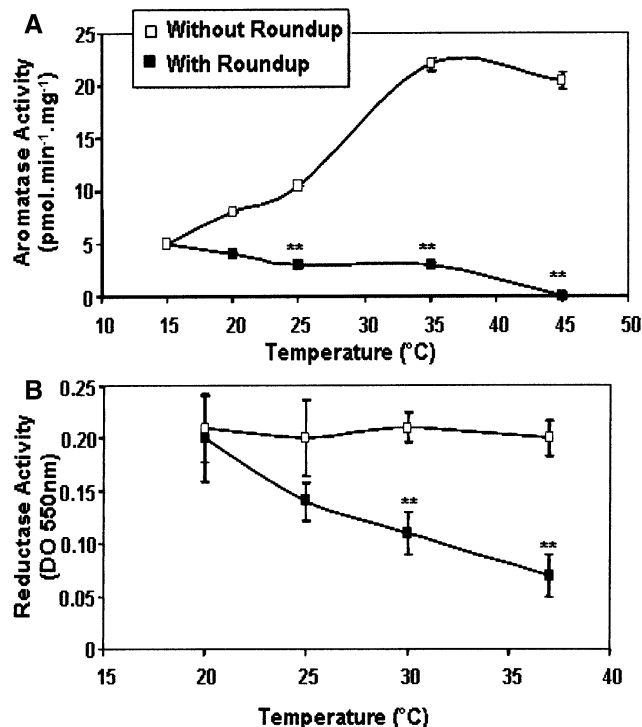 A
□ Without Roundup
■ With Roundup
Aromatase Activity
(pmol.min⁻¹.mg⁻¹)
25
20
15
10
5
0
**
**
**
10 15 20 25 30 35 40 45 50
Temperature (°C)
B
Reductase Activity
(DO 550nm)
0.25
0.20
0.15
0.10
0.05
0
**
**
15 20 25 30 35 40
Temperature (°C)